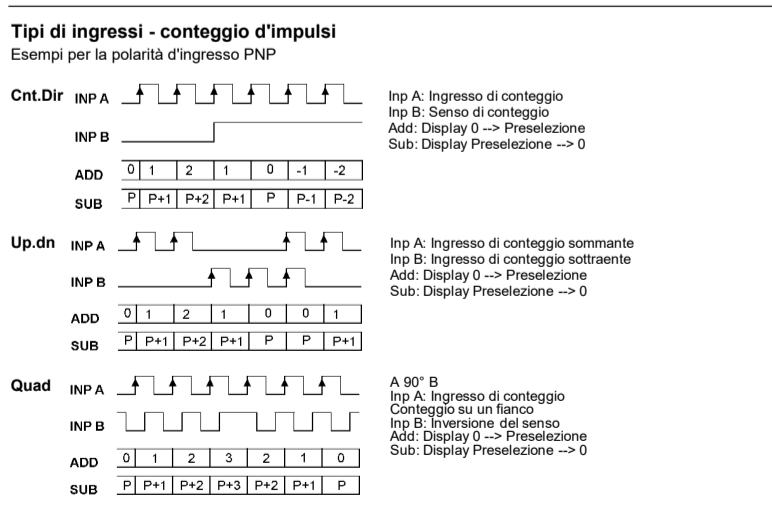 Tipi di ingressi - conteggio d'impulsi
Esempi per la polarità d'ingresso PNP
Cnt.Dir INP A
INP B
ADD 0 1 2 1 0 -1 -2
SUB P P+1 P+2 P+1 P P-1 P-2
Inp A: Ingresso di conteggio
Inp B: Senso di conteggio
Add: Display 0 --> Preselezione
Sub: Display Preselezione --> 0
Up.dn INP A
INP B
ADD 0 1 2 1 0 0 1
SUB P P+1 P+2 P+1 P P P+1
Inp A: Ingresso di conteggio sommante
Inp B: Ingresso di conteggio sottraente
Add: Display 0 --> Preselezione
Sub: Display Preselezione --> 0
Quad INP A
INP B
ADD 0 1 2 3 2 1 0
SUB P P+1 P+2 P+3 P+2 P+1 P
A 90° B
Inp A: Ingresso di conteggio
Conteggio su un fianco
Inp B: Inversione del senso
Add: Display 0 --> Preselezione
Sub: Display Preselezione --> 0